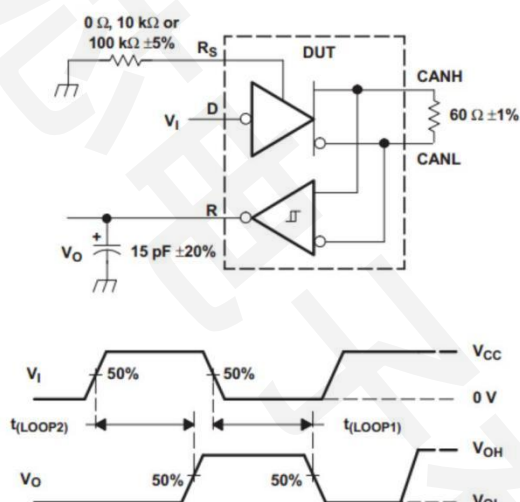 0 Ω, 10 kΩ or
100 kΩ ±5%
RS
DUT
CANH
D
VI
60 Ω ±1%
CANL
R
VO
+
15 pF ±20%
VI
50%
50%
VCC
0 V
t(LOOP2)
t(LOOP1)
VO
50%
50%
VOH
VOL